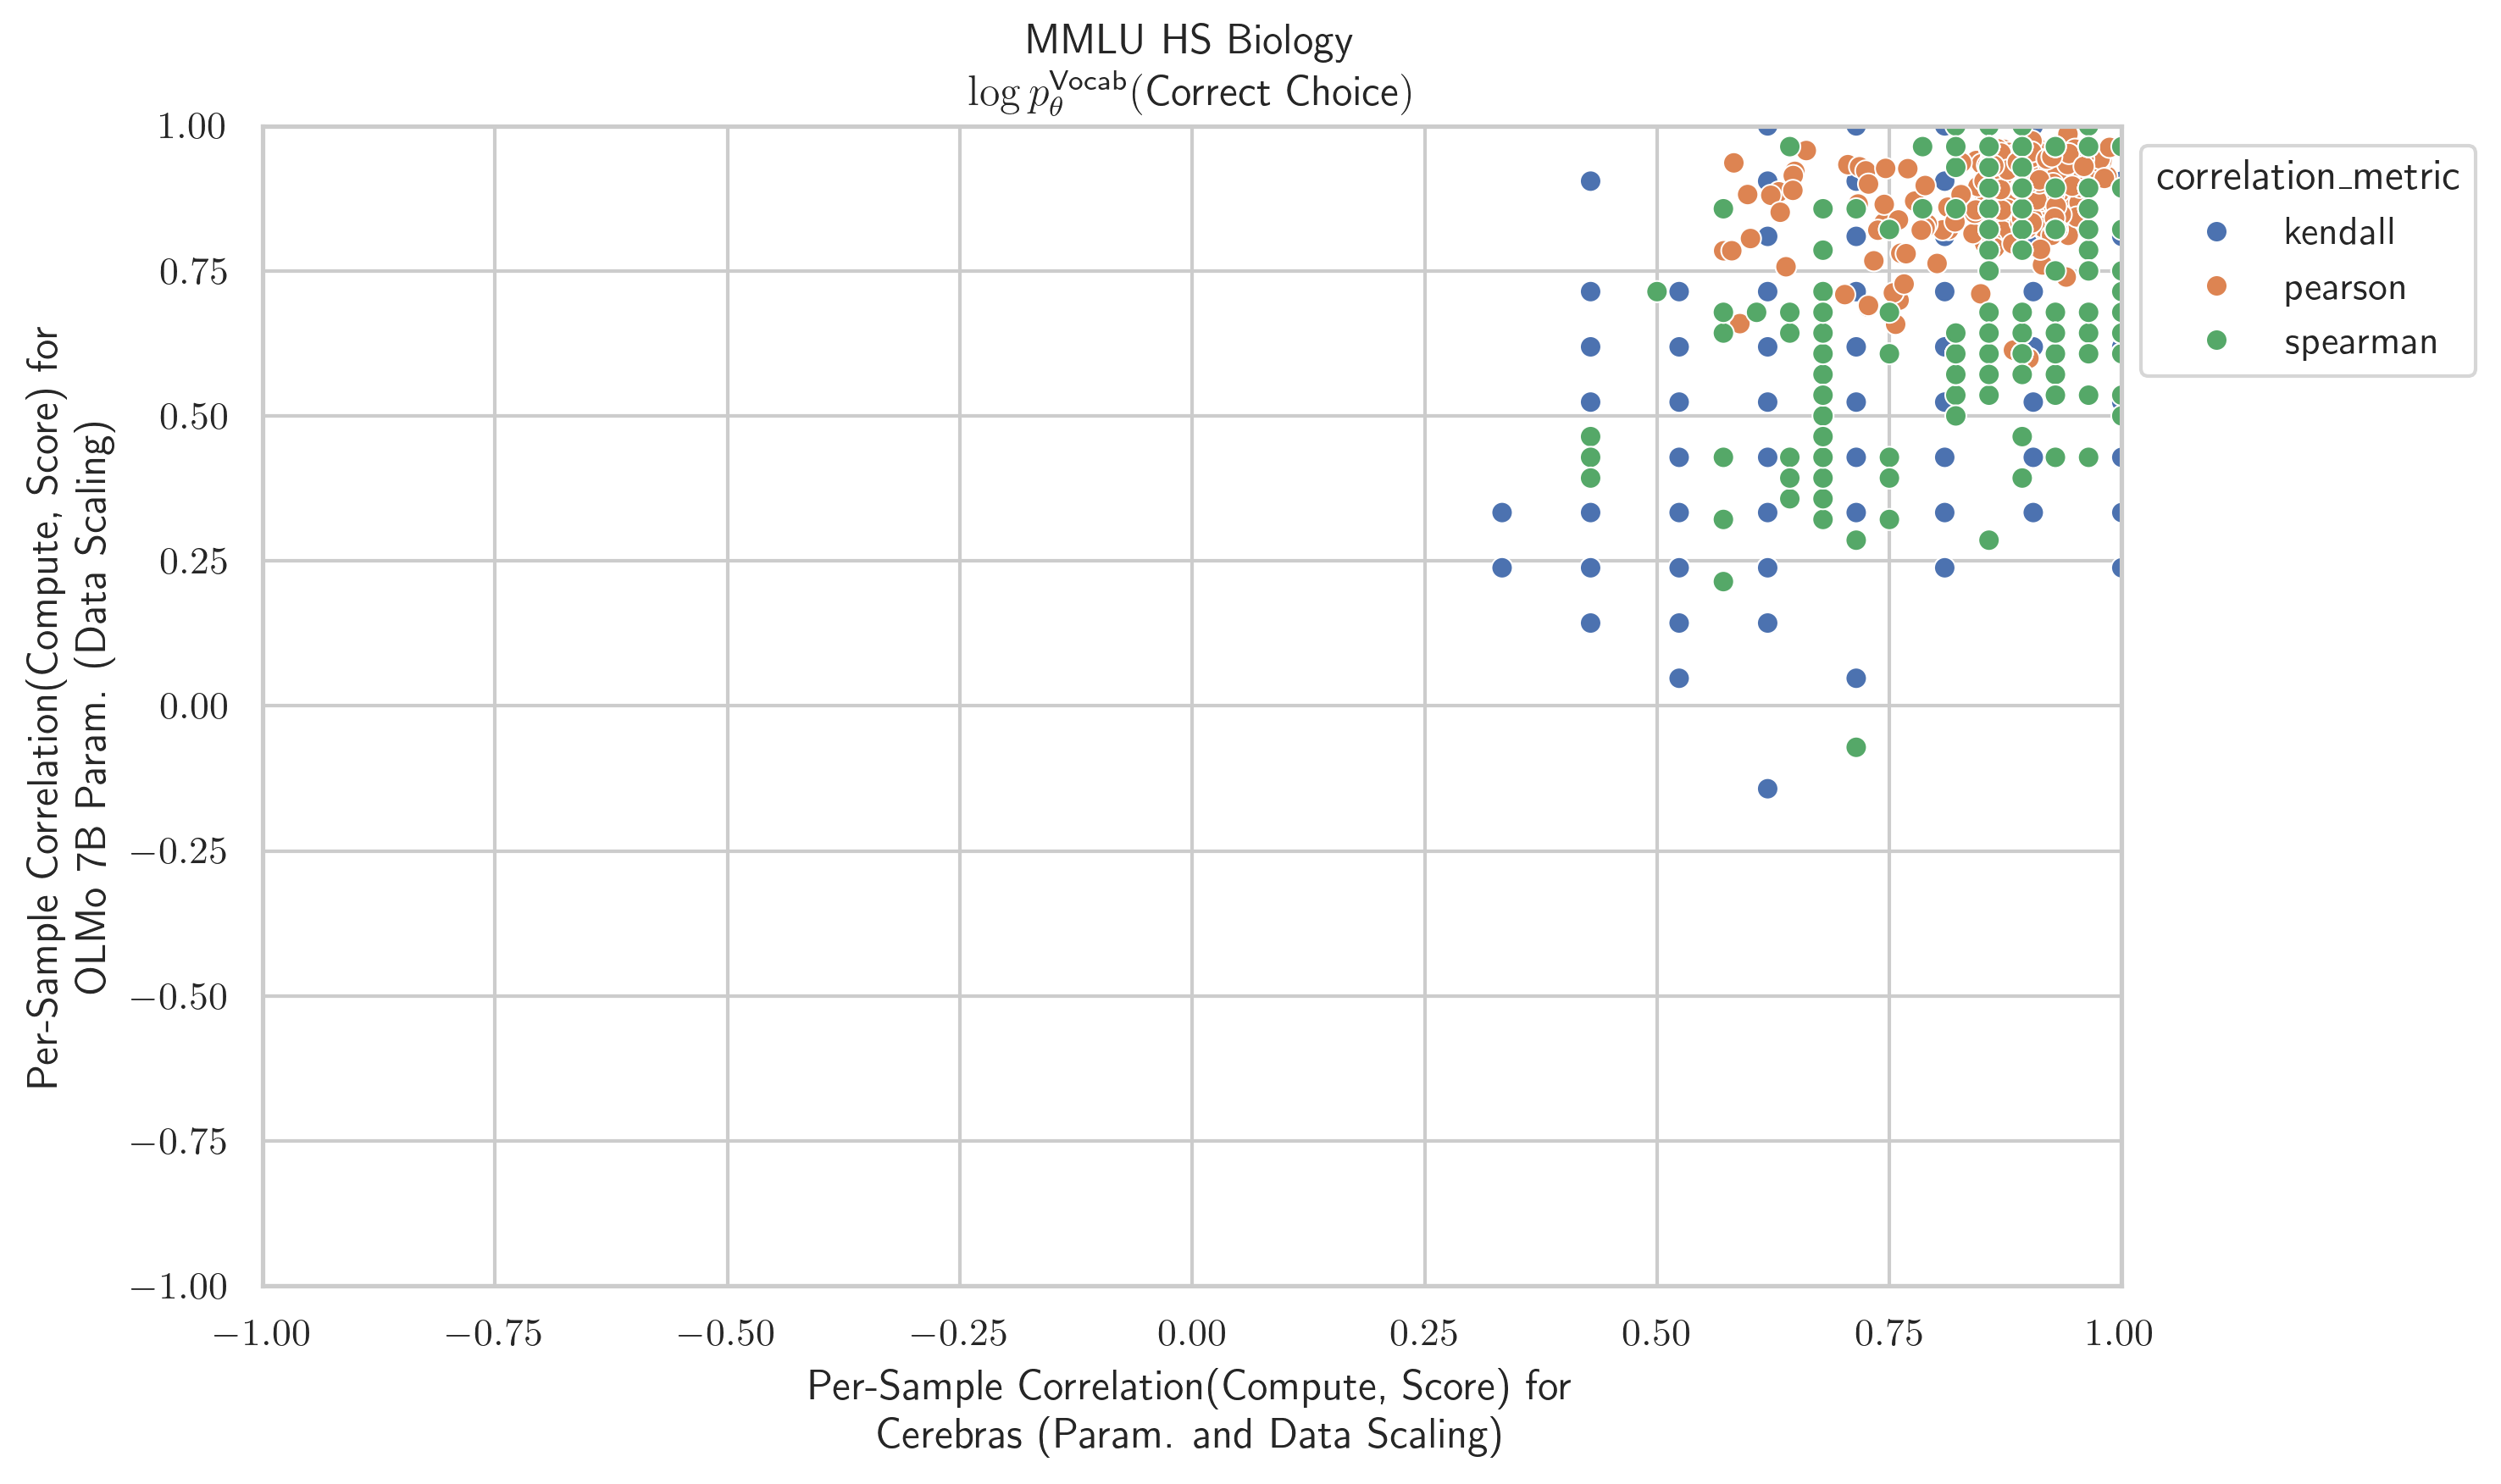 MMLU HS Biology
log p_θ^Vocab(Correct Choice)
1.00
0.75
0.50
0.25
0.00
−0.25
−0.50
−0.75
−1.00
Per-Sample Correlation(Compute, Score) for
OLMo 7B Param. (Data Scaling)
−1.00 −0.75 −0.50 −0.25 0.00 0.25 0.50 0.75 1.00
Per-Sample Correlation(Compute, Score) for
Cerebras (Param. and Data Scaling)
correlation_metric
kendall
pearson
spearman